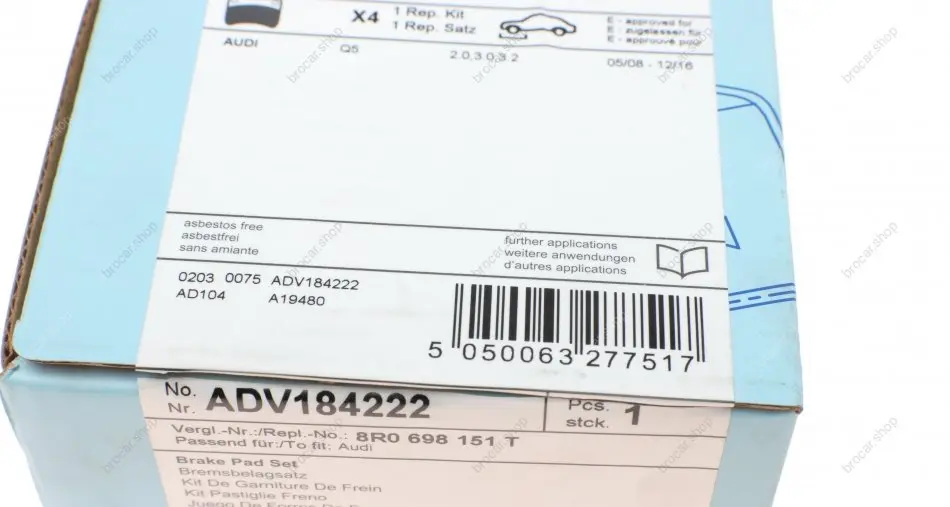 X4 1 Rep. Kit
1 Rep. Satz
E - approved for
E - zugelassen für
E - approuvé pour
AUDI Q5 2.0,3.0,3.2 05/08 - 12/16
asbestos free
asbestfrei
sans amiante
further applications
weitere anwendungen
d'autres applications
0203 0075 ADV184222
AD104 A19480
5 050063 277517
No. ADV184222
Nr.
Pcs. 1
stck.
Vergl.-Nr.:/Repl.-No.: 8R0 698 151 T
Passend für:/To fit: Audi
Brake Pad Set
Bremsbelagsatz
Kit De Garniture De Frein
Kit Pastiglie Freno
brocar.shop